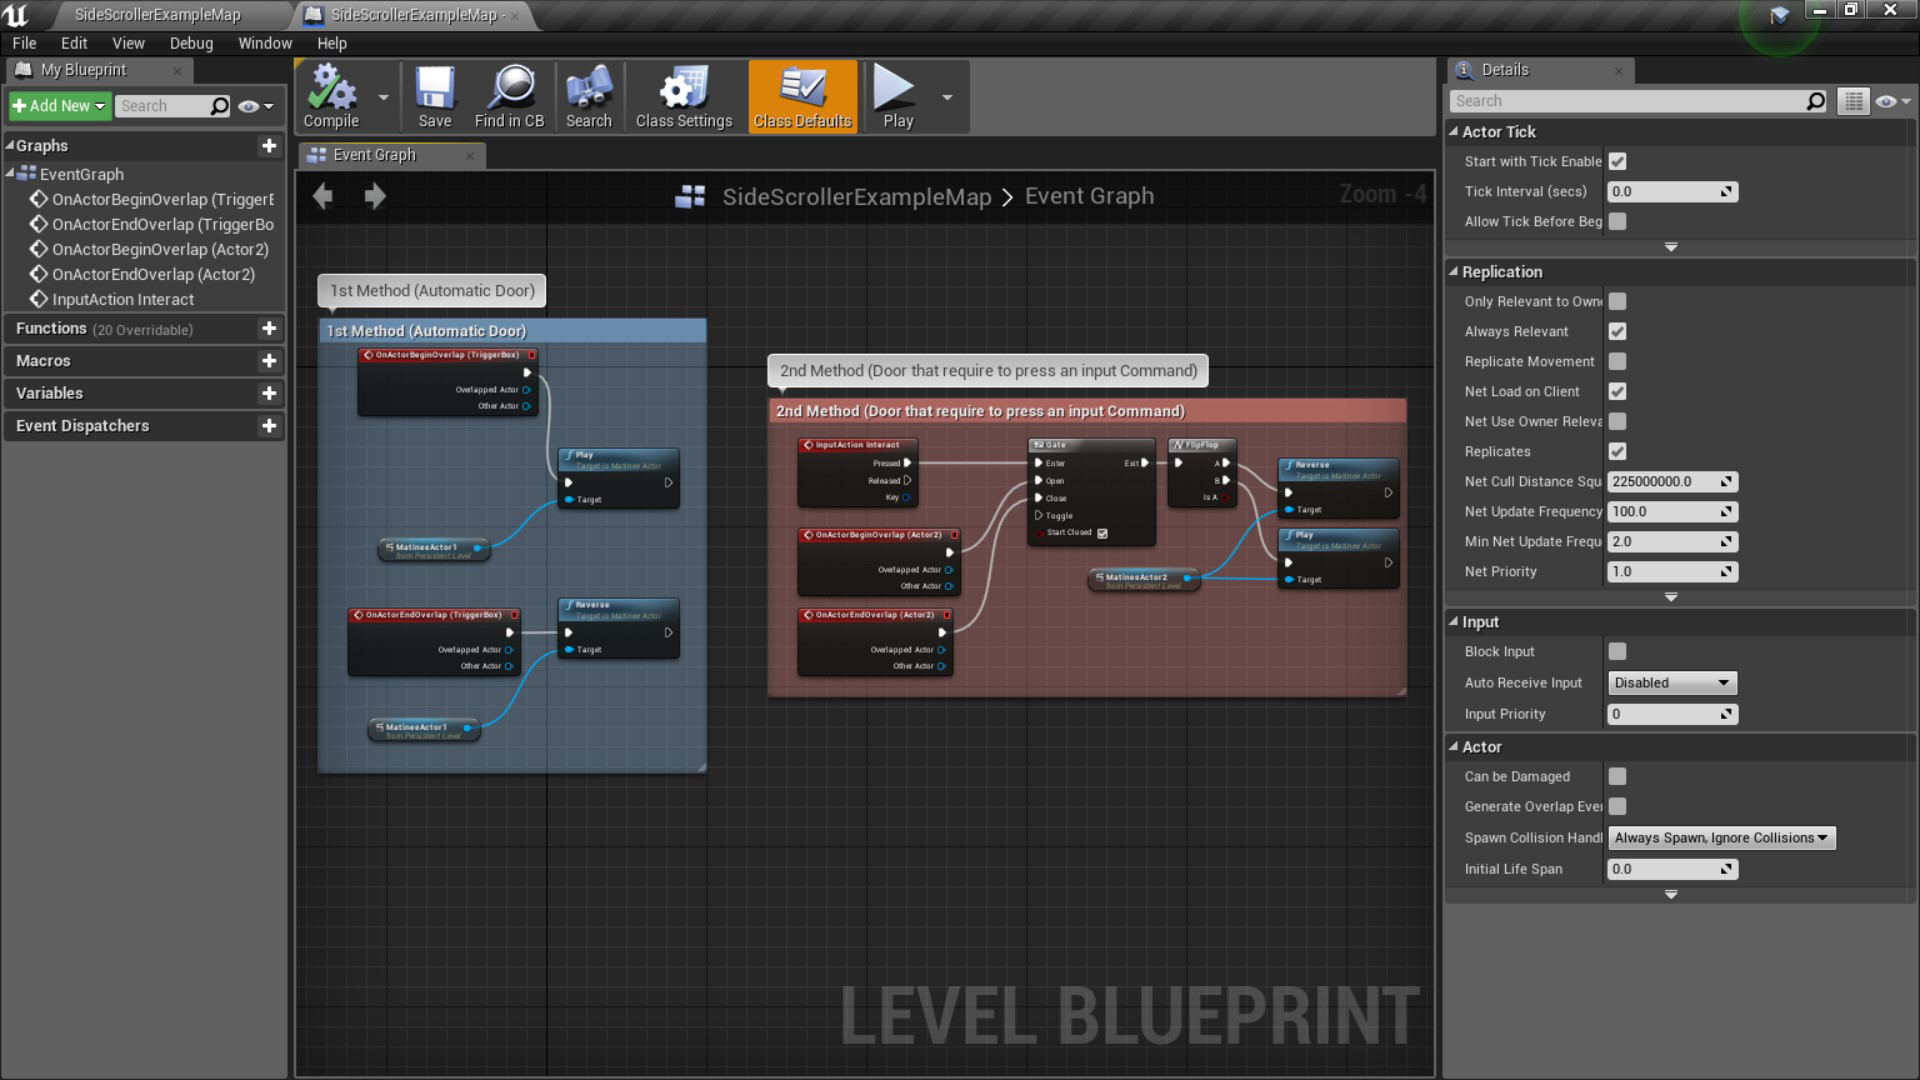 SideScrollerExampleMap
SideScrollerExampleMap -
File Edit View Debug Window Help
My Blueprint
Add New
Search
Graphs
EventGraph
OnActorBeginOverlap (TriggerE
OnActorEndOverlap (TriggerBo
OnActorBeginOverlap (Actor2)
OnActorEndOverlap (Actor2)
InputAction Interact
Functions (20 Overridable)
Macros
Variables
Event Dispatchers
Compile
Save
Find in CB
Search
Class Settings
Class Defaults
Play
Event Graph
SideScrollerExampleMap > Event Graph
Zoom -4
1st Method (Automatic Door)
1st Method (Automatic Door)
OnActorBeginOverlap (TriggerBox)
Overlapped Actor
Other Actor
Play
Target is Matinee Actor
Target
MatineeActor1
from Persistent Level
OnActorEndOverlap (TriggerBox)
Overlapped Actor
Other Actor
Reverse
Target is Matinee Actor
Target
MatineeActor1
from Persistent Level
2nd Method (Door that require to press an input Command)
2nd Method (Door that require to press an input Command)
InputAction Interact
Pressed
Released
Key
OnActorBeginOverlap (Actor2)
Overlapped Actor
Other Actor
OnActorEndOverlap (Actor2)
Overlapped Actor
Other Actor
Gate
Enter
Exit
Open
Close
Toggle
Start Closed
FlipFlop
A
B
Is A
MatineeActor2
from Persistent Level
Reverse
Target is Matinee Actor
Target
Play
Target is Matinee Actor
Target
LEVEL BLUEPRINT
Details
Search
Actor Tick
Start with Tick Enable
Tick Interval (secs) 0.0
Allow Tick Before Beg
Replication
Only Relevant to Owne
Always Relevant
Replicate Movement
Net Load on Client
Net Use Owner Releva
Replicates
Net Cull Distance Squ 225000000.0
Net Update Frequency 100.0
Min Net Update Frequ 2.0
Net Priority 1.0
Input
Block Input
Auto Receive Input Disabled
Input Priority 0
Actor
Can be Damaged
Generate Overlap Ever
Spawn Collision Handl Always Spawn, Ignore Collisions
Initial Life Span 0.0